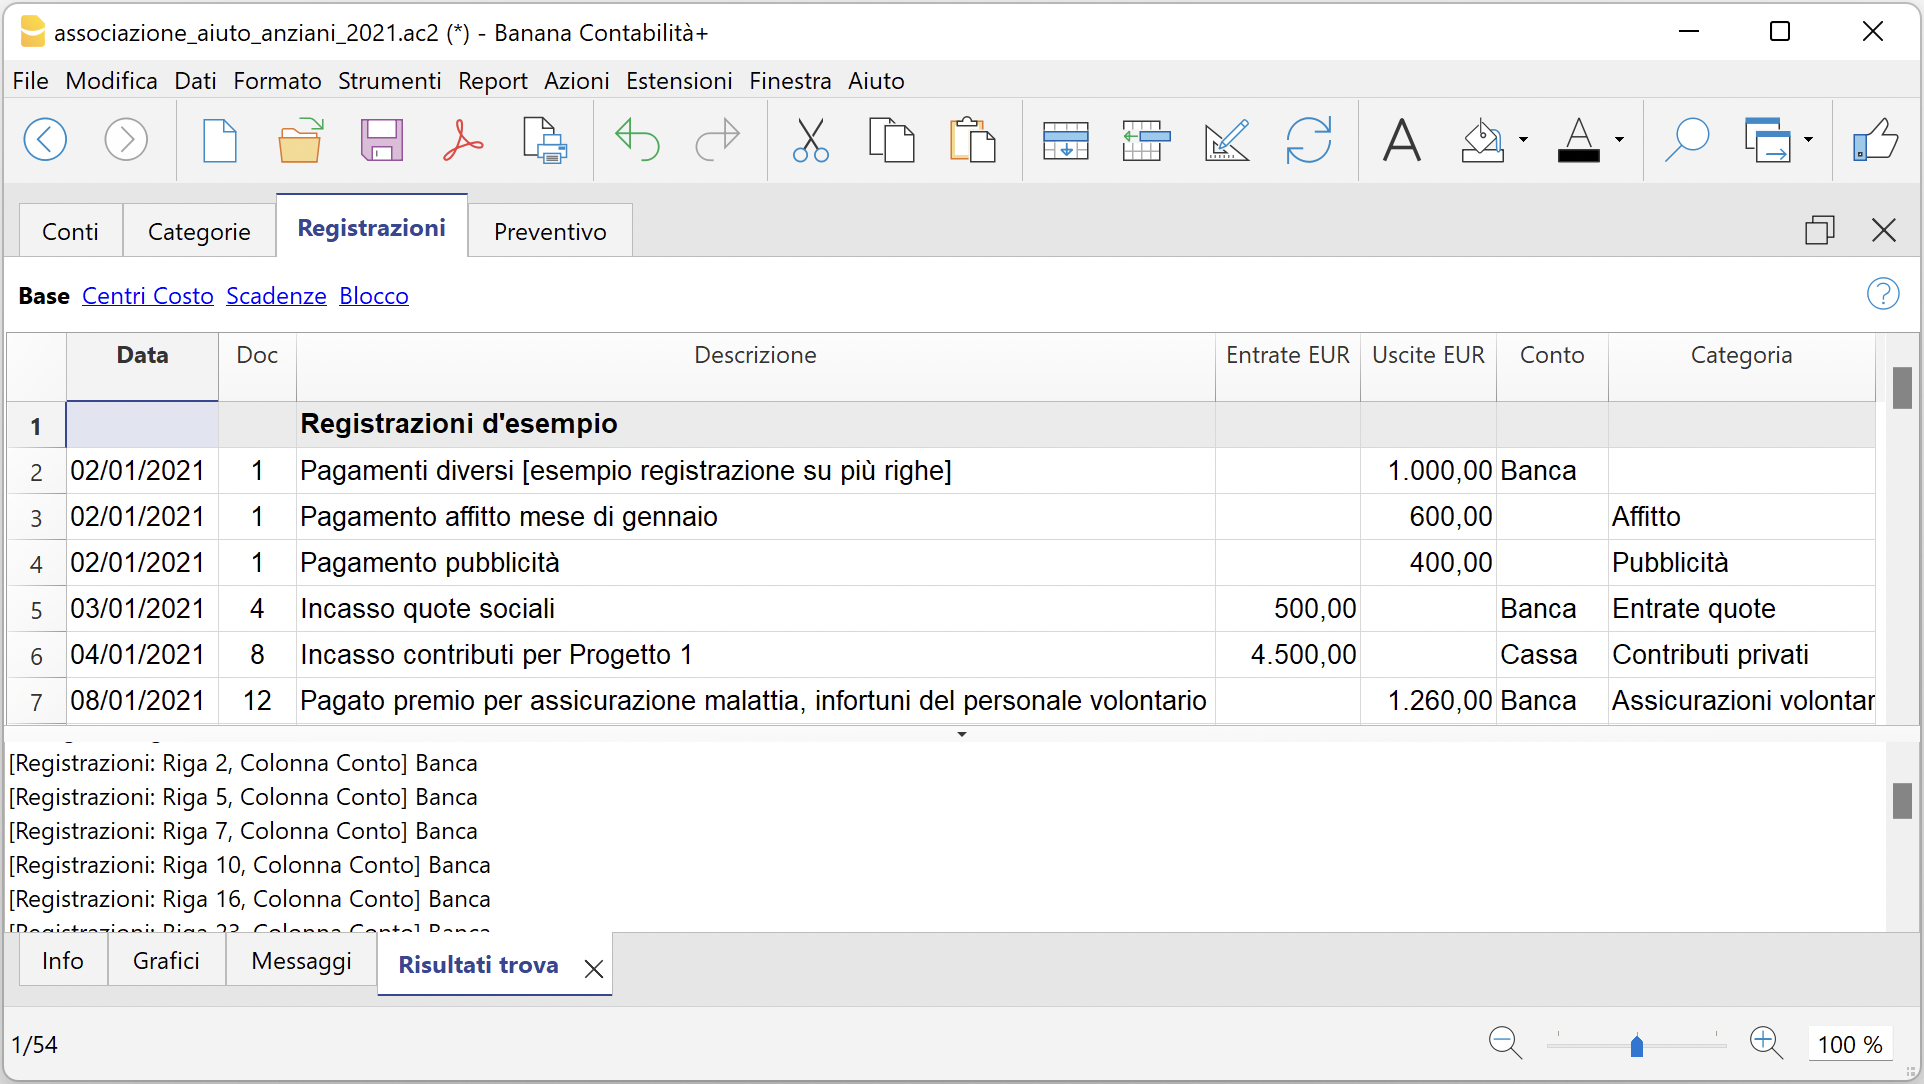 associazione_aiuto_anziani_2021.ac2 (*) - Banana Contabilità+
File Modifica Dati Formato Strumenti Report Azioni Estensioni Finestra Aiuto
Conti Categorie Registrazioni Preventivo
Base Centri Costo Scadenze Blocco
Data Doc Descrizione Entrate EUR Uscite EUR Conto Categoria
1 Registrazioni d'esempio
2 02/01/2021 1 Pagamenti diversi [esempio registrazione su più righe] 1.000,00 Banca
3 02/01/2021 1 Pagamento affitto mese di gennaio 600,00 Affitto
4 02/01/2021 1 Pagamento pubblicità 400,00 Pubblicità
5 03/01/2021 4 Incasso quote sociali 500,00 Banca Entrate quote
6 04/01/2021 8 Incasso contributi per Progetto 1 4.500,00 Cassa Contributi privati
7 08/01/2021 12 Pagato premio per assicurazione malattia, infortuni del personale volontario 1.260,00 Banca Assicurazioni volontar
[Registrazioni: Riga 2, Colonna Conto] Banca
[Registrazioni: Riga 5, Colonna Conto] Banca
[Registrazioni: Riga 7, Colonna Conto] Banca
[Registrazioni: Riga 10, Colonna Conto] Banca
[Registrazioni: Riga 16, Colonna Conto] Banca
[Registrazioni: Riga 23, Colonna Conto] Banca
Info Grafici Messaggi Risultati trova
1/54
100 %